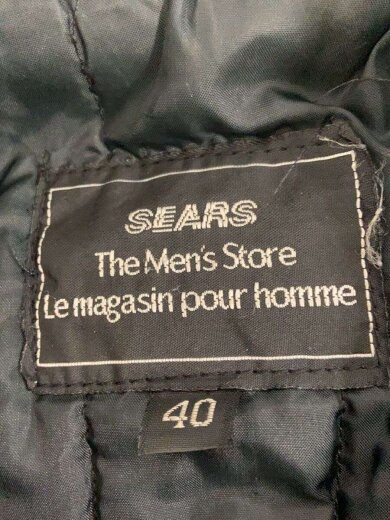 SEARS
The Men's Store
Le magasin pour homme
40